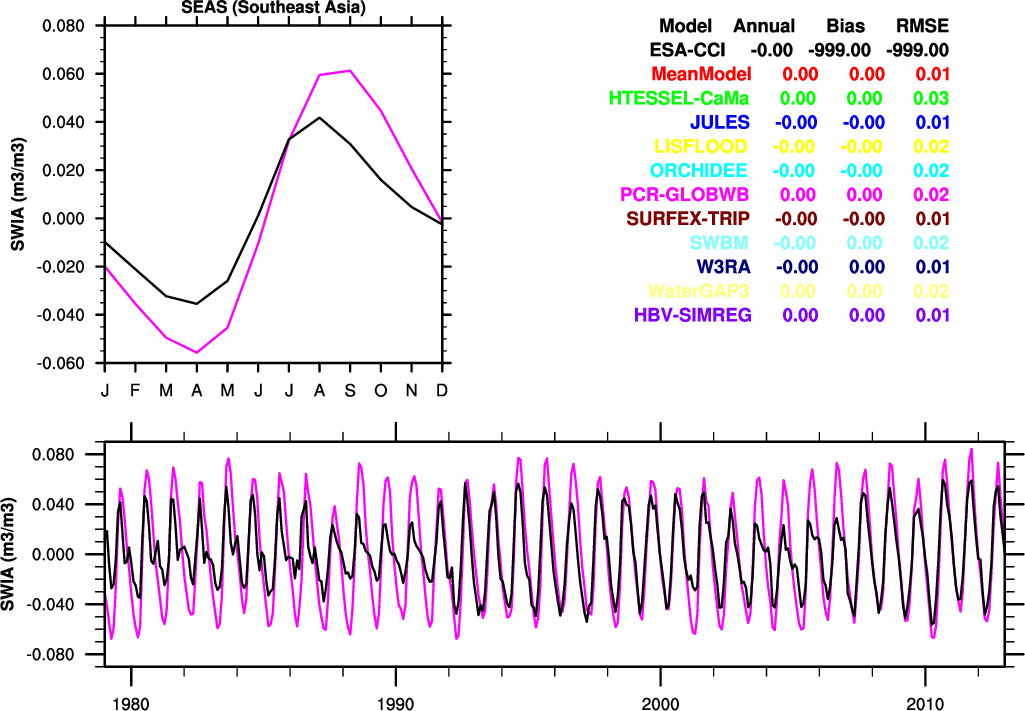 SEAS (Southeast Asia)
0.080
0.060
0.040
0.020
0.000
-0.020
-0.040
-0.060
SWIA (m3/m3)
J F M A M J J A S O N D
Model Annual Bias RMSE
ESA-CCI -0.00 -999.00 -999.00
MeanModel 0.00 0.00 0.01
HTESSEL-CaMa 0.00 0.00 0.03
JULES -0.00 -0.00 0.01
LISFLOOD -0.00 -0.00 0.02
ORCHIDEE -0.00 -0.00 0.02
PCR-GLOBWB 0.00 0.00 0.02
SURFEX-TRIP -0.00 -0.00 0.01
SWBM -0.00 0.00 0.02
W3RA -0.00 0.00 0.01
WaterGAP3 0.00 0.00 0.02
HBV-SIMREG 0.00 0.00 0.01
0.080
0.040
0.000
-0.040
-0.080
SWIA (m3/m3)
1980 1990 2000 2010